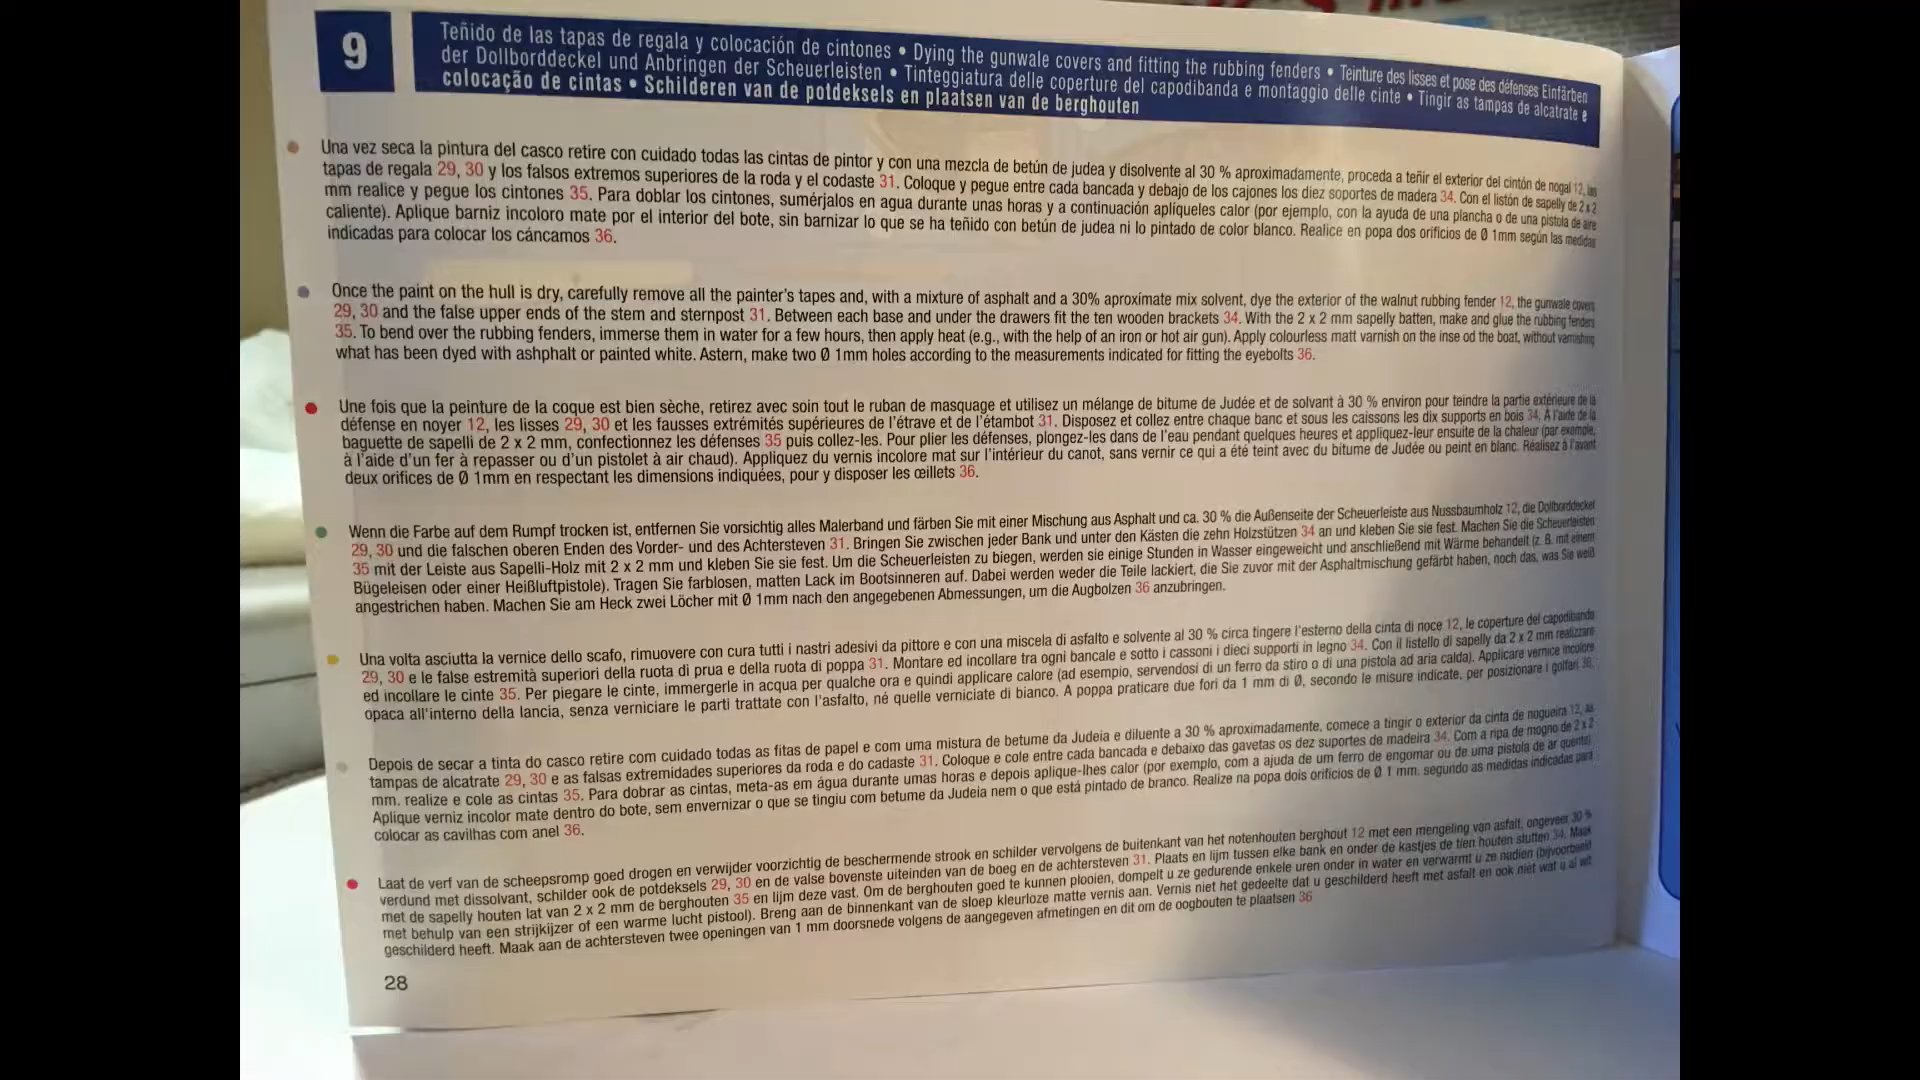 9
Teñido de las tapas de regala y colocación de cintones • Dying the gunwale covers and fitting the rubbing fenders • Teinture des lisses et pose des défenses Einfärben
der Dollborddeckel und Anbringen der Scheuerleisten • Tinteggiatura delle coperture del capodibanda e montaggio delle cinte • Tingir as tampas de alcatrate e
colocação de cintas • Schilderen van de potdeksels en plaatsen van de berghouten
Una vez seca la pintura del casco retire con cuidado todas las cintas de pintor y con una mezcla de betún de judea y disolvente al 30 % aproximadamente, proceda a teñir el exterior del cintón de nogal 12, las
tapas de regala 29, 30 y los falsos extremos superiores de la roda y el codaste 31. Coloque y pegue entre cada bancada y debajo de los cajones los diez soportes de madera 34. Con el listón de sapelly de 2 x 2
mm realice y pegue los cintones 35. Para doblar los cintones, sumérjalos en agua durante unas horas y a continuación aplíqueles calor (por ejemplo, con la ayuda de una plancha o de una pistola de aire
caliente). Aplique barniz incoloro mate por el interior del bote, sin barnizar lo que se ha teñido con betún de judea ni lo pintado de color blanco. Realice en popa dos orificios de Ø 1mm según las medidas
indicadas para colocar los cáncamos 36.
Once the paint on the hull is dry, carefully remove all the painter's tapes and, with a mixture of asphalt and a 30% aproximate mix solvent, dye the exterior of the walnut rubbing fender 12, the gunwale covers
29, 30 and the false upper ends of the stem and sternpost 31. Between each base and under the drawers fit the ten wooden brackets 34. With the 2 x 2 mm sapelly batten, make and glue the rubbing fenders
35. To bend over the rubbing fenders, immerse them in water for a few hours, then apply heat (e.g., with the help of an iron or hot air gun). Apply colourless matt varnish on the inse od the boat, without varnishing
what has been dyed with ashphalt or painted white. Astern, make two Ø 1mm holes according to the measurements indicated for fitting the eyebolts 36.
Une fois que la peinture de la coque est bien sèche, retirez avec soin tout le ruban de masquage et utilisez un mélange de bitume de Judée et de solvant à 30 % environ pour teindre la partie extérieure de la
défense en noyer 12, les lisses 29, 30 et les fausses extrémités supérieures de l'étrave et de l'étambot 31. Disposez et collez entre chaque banc et sous les caissons les dix supports en bois 34. A l'aide de la
baguette de sapelli de 2 x 2 mm, confectionnez les défenses 35 puis collez-les. Pour plier les défenses, plongez-les dans de l'eau pendant quelques heures et appliquez-leur ensuite de la chaleur (par exemple,
à l'aide d'un fer à repasser ou d'un pistolet à air chaud). Appliquez du vernis incolore mat sur l'intérieur du canot, sans vernir ce qui a été teint avec du bitume de Judée ou peint en blanc. Réalisez à l'avant
deux orifices de Ø 1mm en respectant les dimensions indiquées, pour y disposer les œillets 36.
Wenn die Farbe auf dem Rumpf trocken ist, entfernen Sie vorsichtig alles Malerband und färben Sie mit einer Mischung aus Asphalt und ca. 30 % die Außenseite der Scheuerleiste aus Nussbaumholz 12, die Dollborddeckel
29, 30 und die falschen oberen Enden des Vorder- und des Achtersteven 31. Bringen Sie zwischen jeder Bank und unter den Kästen die zehn Holzstützen 34 an und kleben Sie sie fest. Machen Sie die Scheuerleisten
35 mit der Leiste aus Sapelli-Holz mit 2 x 2 mm und kleben Sie sie fest. Um die Scheuerleisten zu biegen, werden sie einige Stunden in Wasser eingeweicht und anschließend mit Wärme behandelt (z. B. mit einem
Bügeleisen oder einer Heißluftpistole). Tragen Sie farblosen, matten Lack im Bootsinneren auf. Dabei werden weder die Teile lackiert, die Sie zuvor mit der Asphaltmischung gefärbt haben, noch das, was Sie weiß
angestrichen haben. Machen Sie am Heck zwei Löcher mit Ø 1mm nach den angegebenen Abmessungen, um die Augbolzen 36 anzubringen.
Una volta asciutta la vernice dello scafo, rimuovere con cura tutti i nastri adesivi da pittore e con una miscela di asfalto e solvente al 30 % circa tingere l'esterno della cinta di noce 12, le coperture del capodibanda
29, 30 e le false estremità superiori della ruota di prua e della ruota di poppa 31. Montare ed incollare tra ogni bancale e sotto i cassoni i dieci supporti in legno 34. Con il listello di sapelly da 2 x 2 mm realizzare
ed incollare le cinte 35. Per piegare le cinte, immergerle in acqua per qualche ora e quindi applicare calore (ad esempio, servendosi di un ferro da stiro o di una pistola ad aria calda). Applicare vernice incolore
opaca all'interno della lancia, senza verniciare le parti trattate con l'asfalto, né quelle verniciate di bianco. A poppa praticare due fori da 1 mm di Ø, secondo le misure indicate, per posizionare i golfari 36.
Depois de secar a tinta do casco retire com cuidado todas as fitas de papel e com uma mistura de betume da Judeia e diluente a 30 % aproximadamente, comece a tingir o exterior da cinta de nogueira 12, as
tampas de alcatrate 29, 30 e as falsas extremidades superiores da roda e do cadaste 31. Coloque e cole entre cada bancada e debaixo das gavetas os dez suportes de madeira 34. Com a ripa de mogno de 2 x 2
mm. realize e cole as cintas 35. Para dobrar as cintas, meta-as em água durante umas horas e depois aplique-lhes calor (por exemplo, com a ajuda de um ferro de engomar ou de uma pistola de ar quente).
Aplique verniz incolor mate dentro do bote, sem envernizar o que se tingiu com betume da Judeia nem o que está pintado de branco. Realize na popa dois orifícios de Ø 1 mm. segundo as medidas indicadas para
colocar as cavilhas com anel 36.
Laat de verf van de scheepsromp goed drogen en verwijder voorzichtig de beschermende strook en schilder vervolgens de buitenkant van het notenhouten berghout 12 met een mengeling van asfalt, ongeveer 30 %
verdund met dissolvant, schilder ook de potdeksels 29, 30 en de valse bovenste uiteinden van de boeg en de achtersteven 31. Plaats en lijm tussen elke bank en onder de kastjes de tien houten stutten 34. Maak
met de sapelly houten lat van 2 x 2 mm de berghouten 35 en lijm deze vast. Om de berghouten goed te kunnen plooien, dompelt u ze gedurende enkele uren onder in water en verwarmt u ze nadien (bijvoorbeeld
met behulp van een strijkijzer of een warme lucht pistool). Breng aan de binnenkant van de sloep kleurloze matte vernis aan. Vernis niet het gedeelte dat u geschilderd heeft met asfalt en ook niet wat u al wit
geschilderd heeft. Maak aan de achtersteven twee openingen van 1 mm doorsnede volgens de aangegeven afmetingen en dit om de oogbouten te plaatsen 36
28